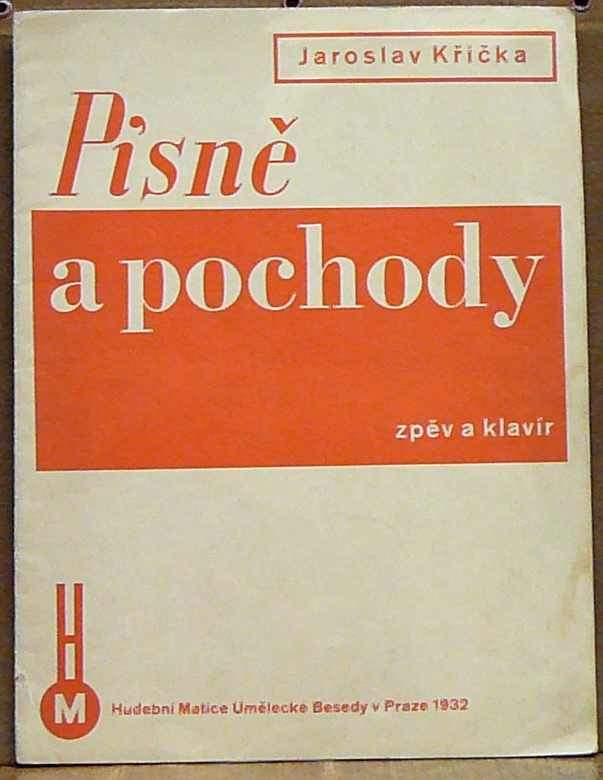 Jaroslav Křička
Písně
a pochody
zpěv a klavír
H
M
Hudební Matice Umělecké Besedy v Praze 1932